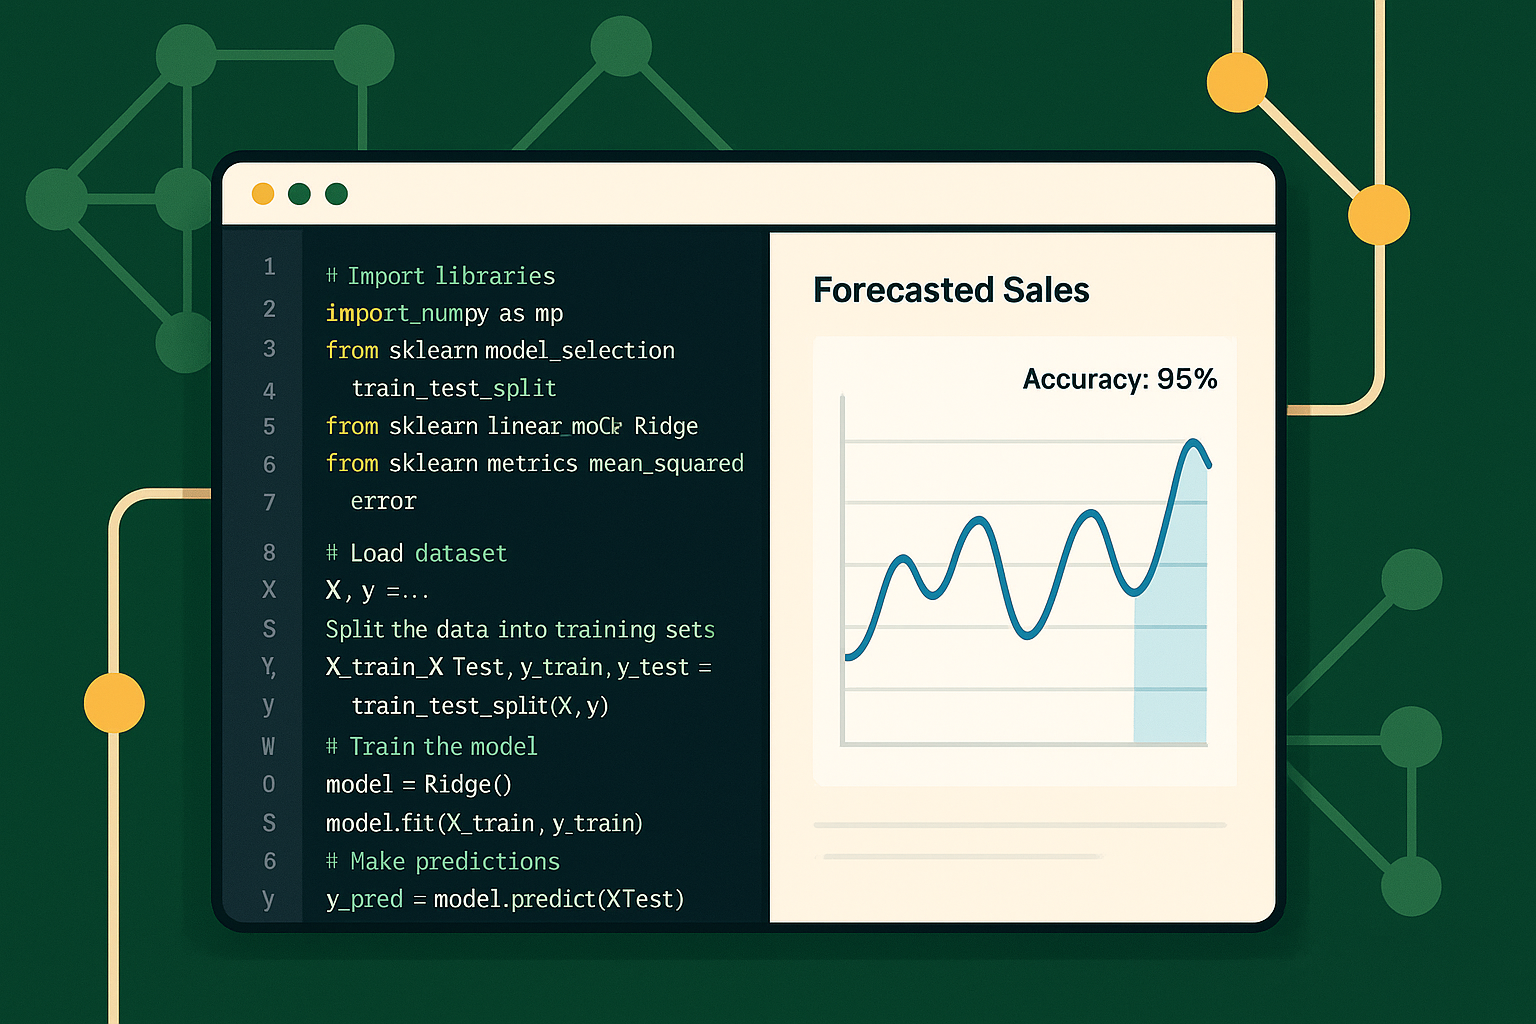 1 # Import libraries
2 import_numpy as mp
3 from sklearn model_selection
4 train_test_split
5 from sklearn linear_moCk Ridge
6 from sklearn metrics mean_squared
7 error
8 # Load dataset
X X, y =...
S Split the data into training sets
Y, X_train_X Test, y_train, y_test =
y train_test_split(X, y)
W # Train the model
O model = Ridge()
S model.fit(X_train, y_train)
6 # Make predictions
y y_pred = model.predict(XTest)
Forecasted Sales
Accuracy: 95%